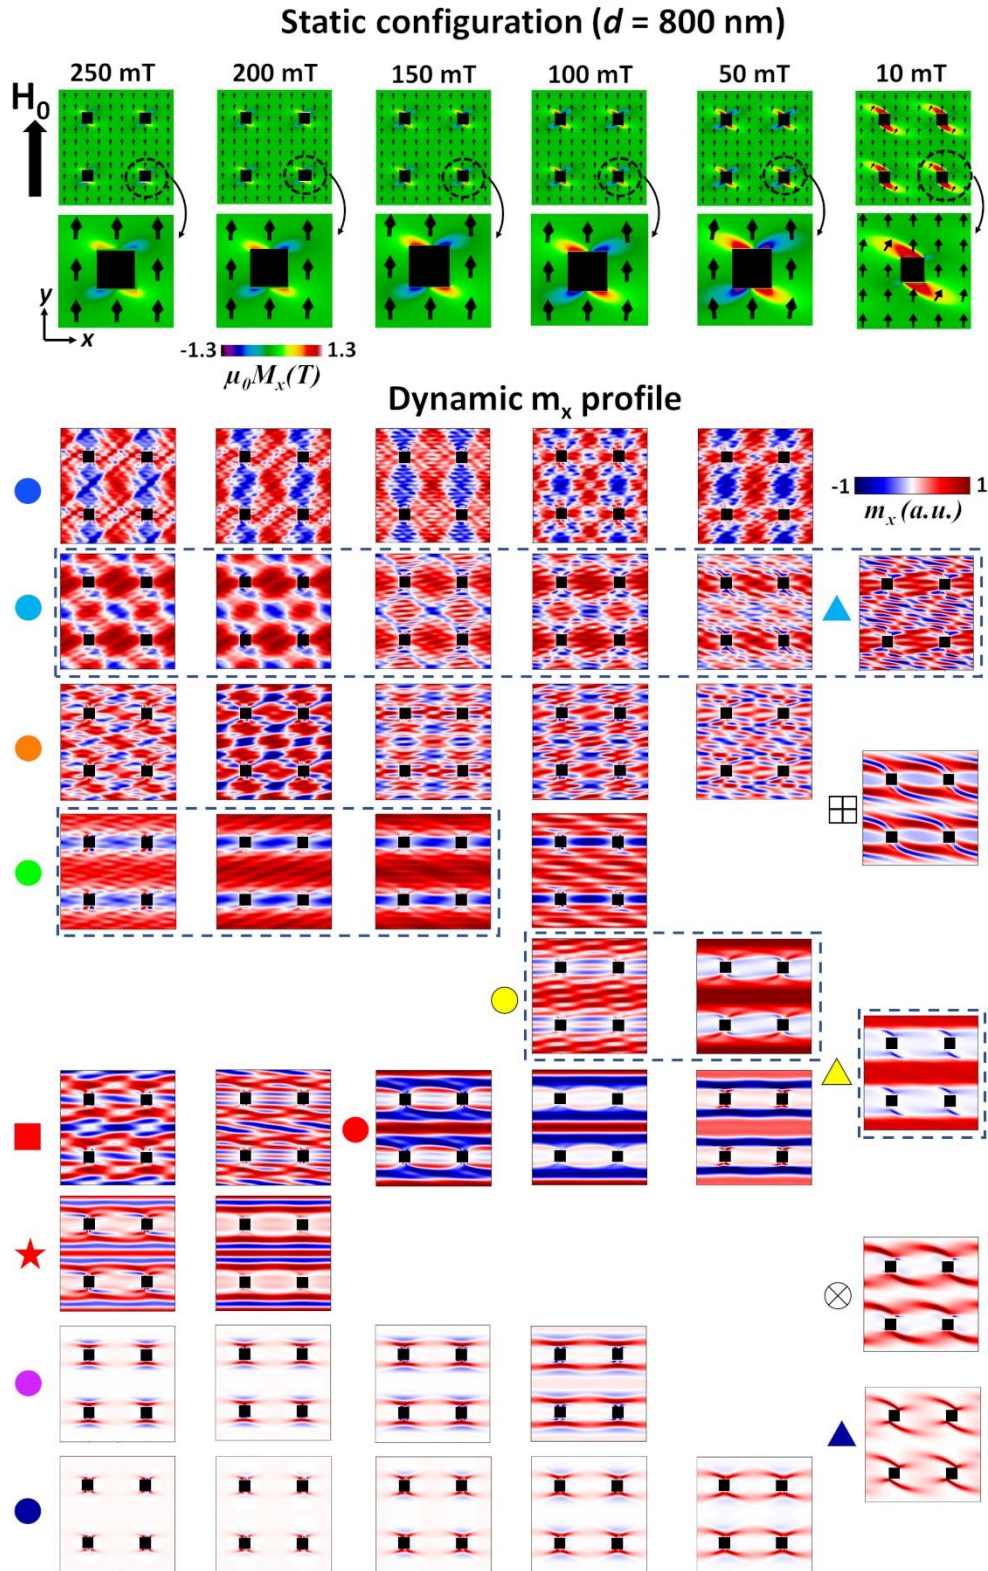 Static configuration (d = 800 nm)
250 mT 200 mT 150 mT 100 mT 50 mT 10 mT
H0
y
x
-1.3 1.3
μ0Mx(T)
Dynamic mx profile
-1 1
mx (a.u.)